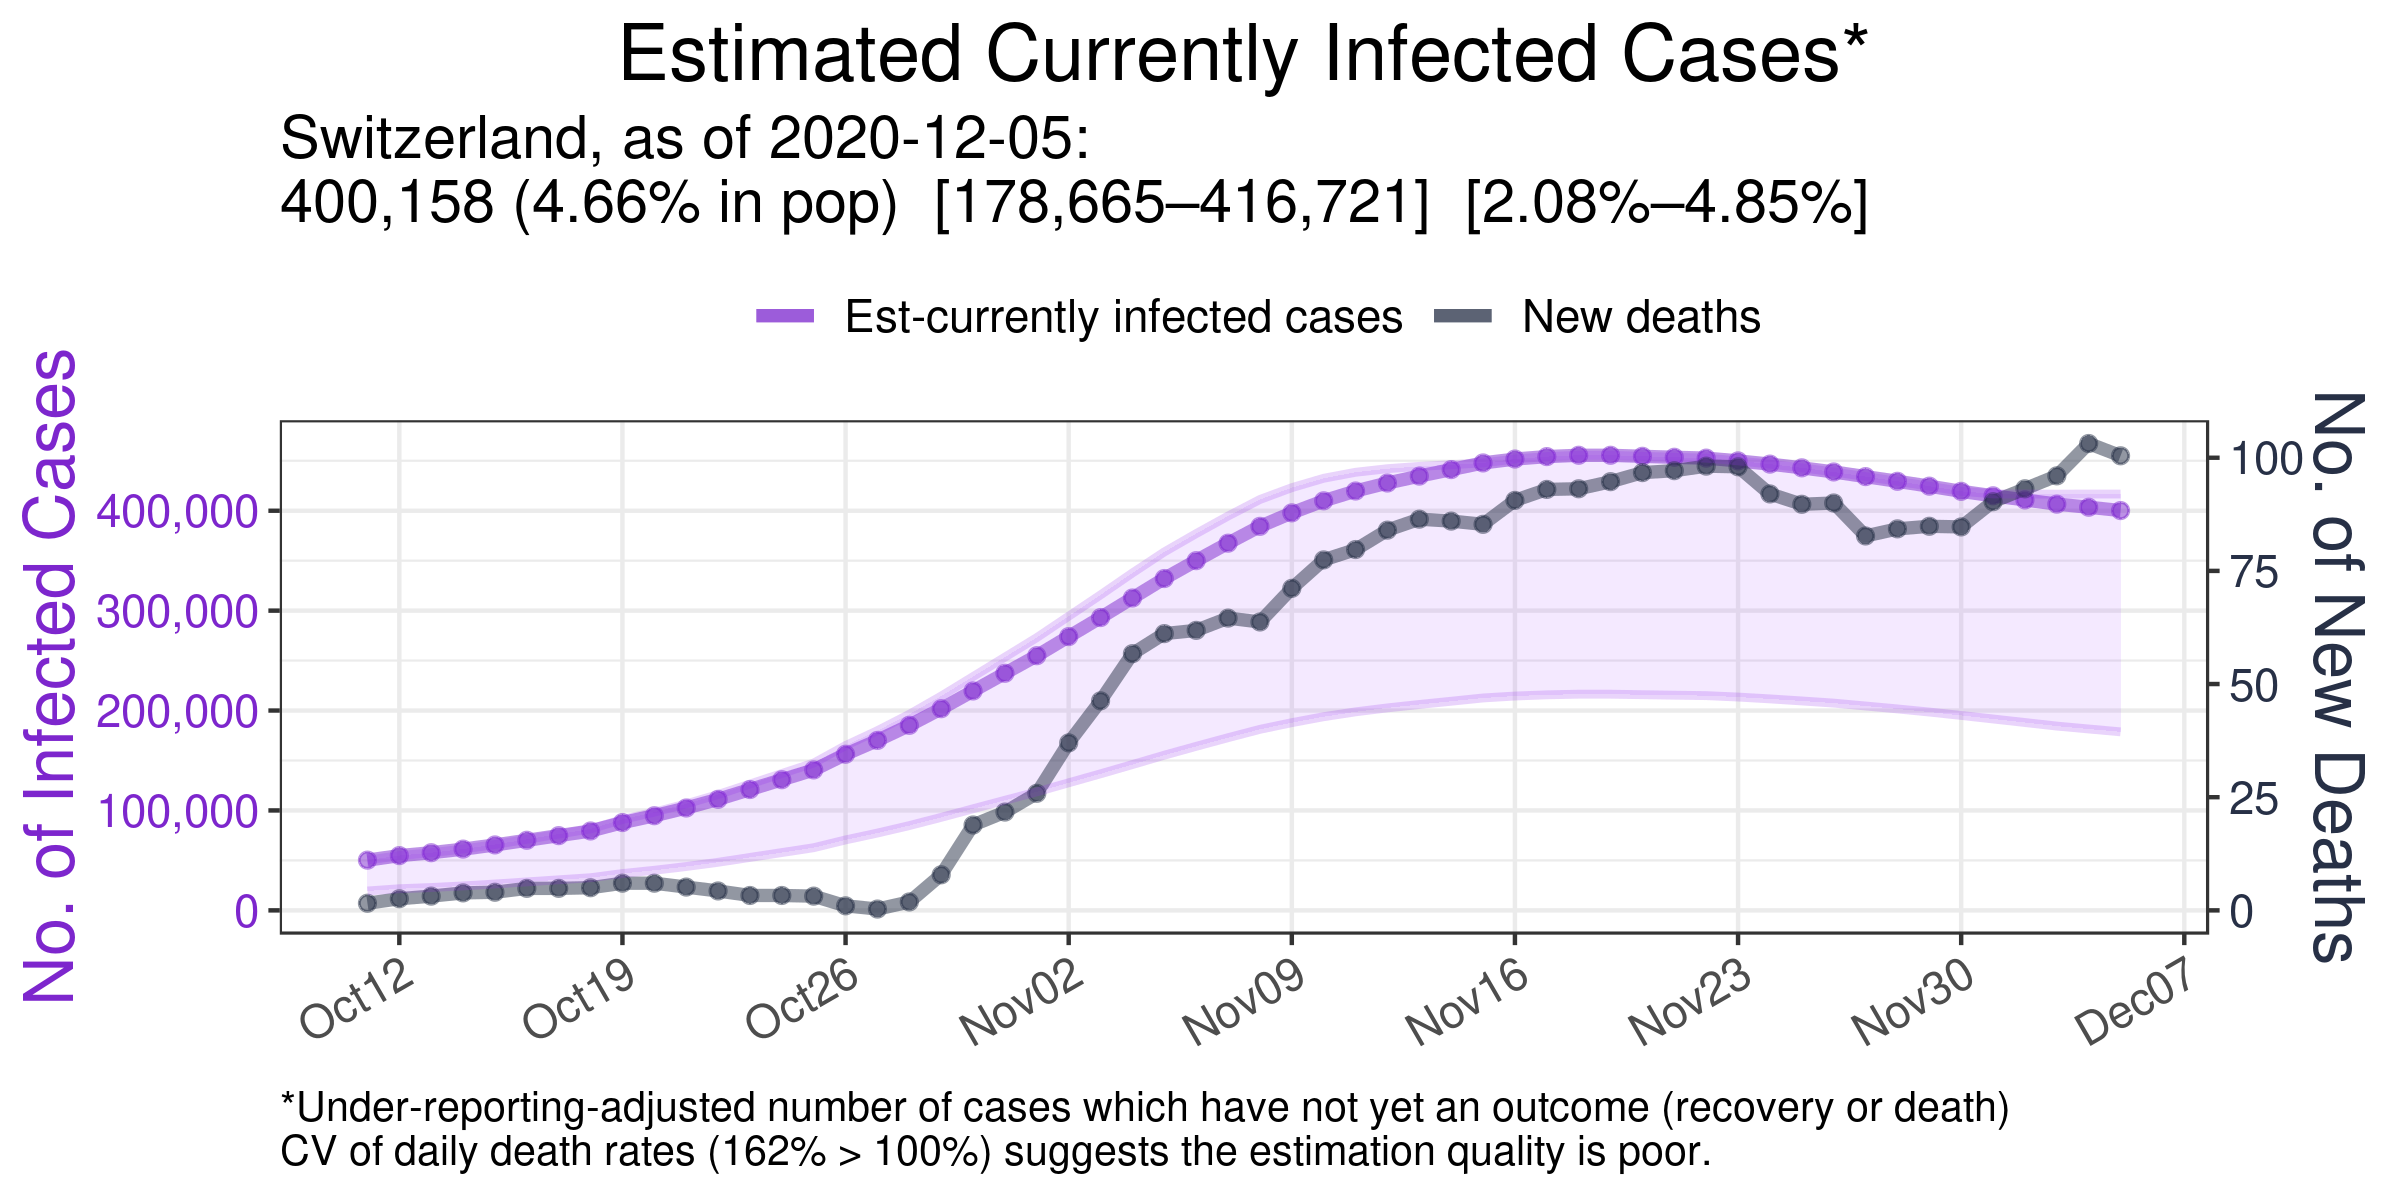 Estimated Currently Infected Cases*
Switzerland, as of 2020-12-05:
400,158 (4.66% in pop)  [178,665–416,721]  [2.08%–4.85%]
Est-currently infected cases
New deaths
No. of Infected Cases
400,000
300,000
200,000
100,000
0
100
75
50
25
0
No. of New Deaths
Oct12
Oct19
Oct26
Nov02
Nov09
Nov16
Nov23
Nov30
Dec07
*Under-reporting-adjusted number of cases which have not yet an outcome (recovery or death)
CV of daily death rates (162% > 100%) suggests the estimation quality is poor.